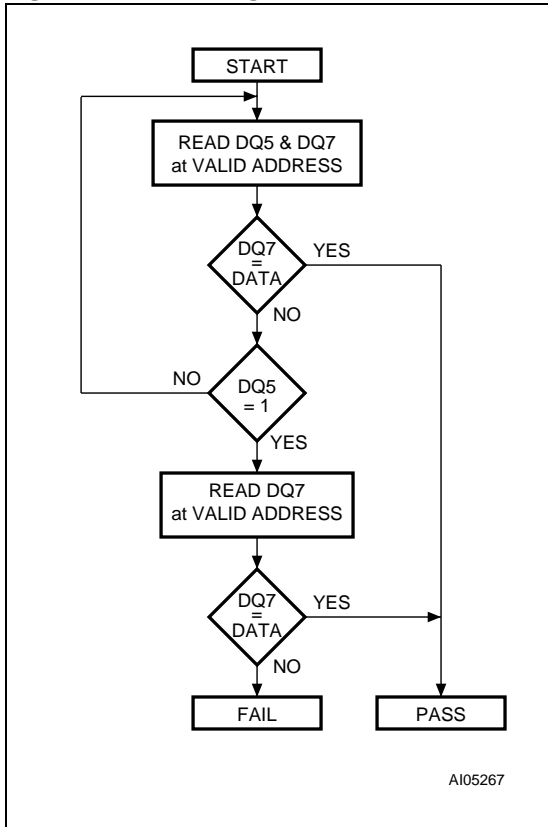 START
READ DQ5 & DQ7
at VALID ADDRESS
DQ7
=
DATA
YES
NO
DQ5
= 1
NO
YES
READ DQ7
at VALID ADDRESS
DQ7
=
DATA
YES
NO
FAIL
PASS
AI05267